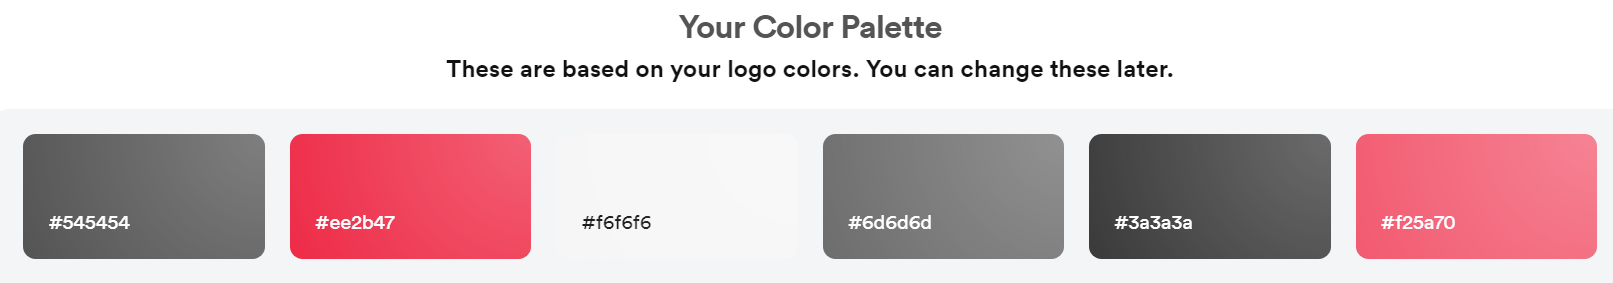 Your Color Palette
These are based on your logo colors. You can change these later.
#545454 #ee2b47 #f6f6f6 #6d6d6d #3a3a3a #f25a70